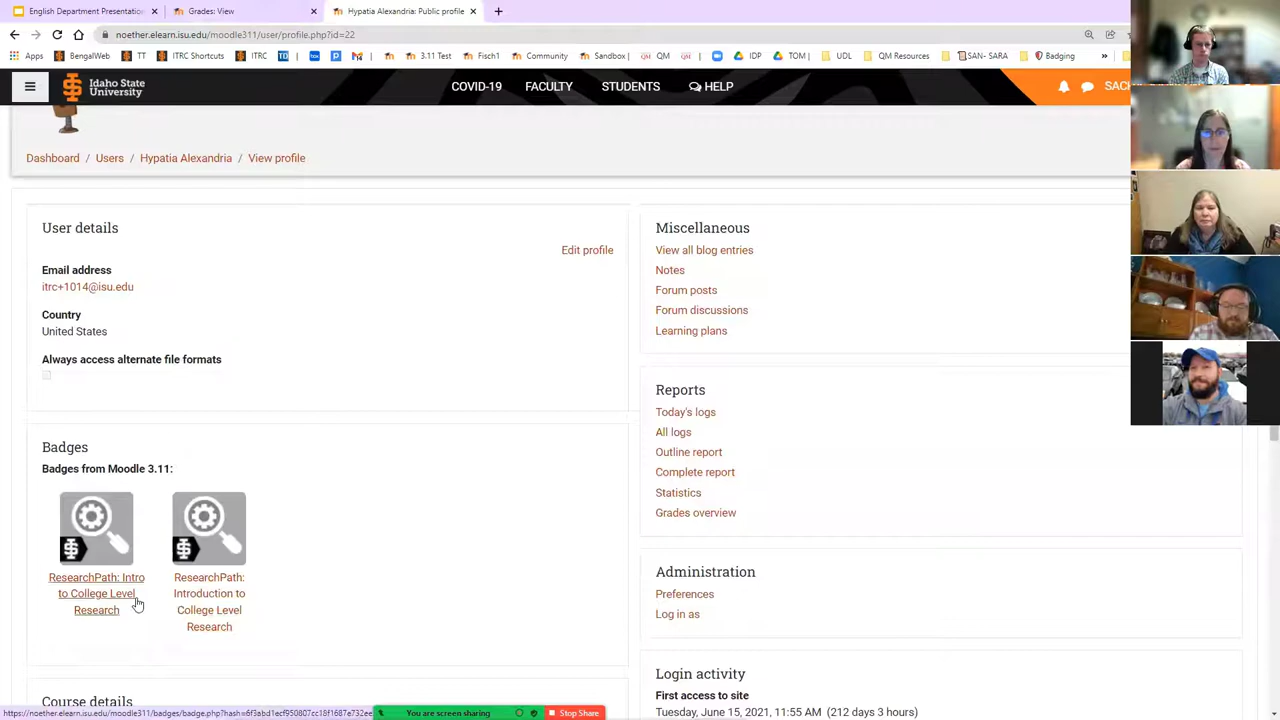 English Department Presentation
Grades: View
Hypatia Alexandria: Public profile
noether.elearn.isu.edu/moodle311/user/profile.php?id=22
Apps
BengalWeb
TT
ITRC Shortcuts
ITRC
3.11 Test
Fisch1
Community
Sandbox
QM
IDP
TOM
UDL
QM Resources
SAN- SARA
Badging
Idaho State
University
COVID-19
FACULTY
STUDENTS
HELP
SACH
Dashboard / Users / Hypatia Alexandria / View profile
User details
Edit profile
Email address
itrc+1014@isu.edu
Country
United States
Always access alternate file formats
Badges
Badges from Moodle 3.11:
ResearchPath: Intro
to College Level
Research
ResearchPath:
Introduction to
College Level
Research
Course details
Miscellaneous
View all blog entries
Notes
Forum posts
Forum discussions
Learning plans
Reports
Today's logs
All logs
Outline report
Complete report
Statistics
Grades overview
Administration
Preferences
Log in as
Login activity
First access to site
Tuesday, June 15, 2021, 11:55 AM (212 days 3 hours)
You are screen sharing
Stop Share